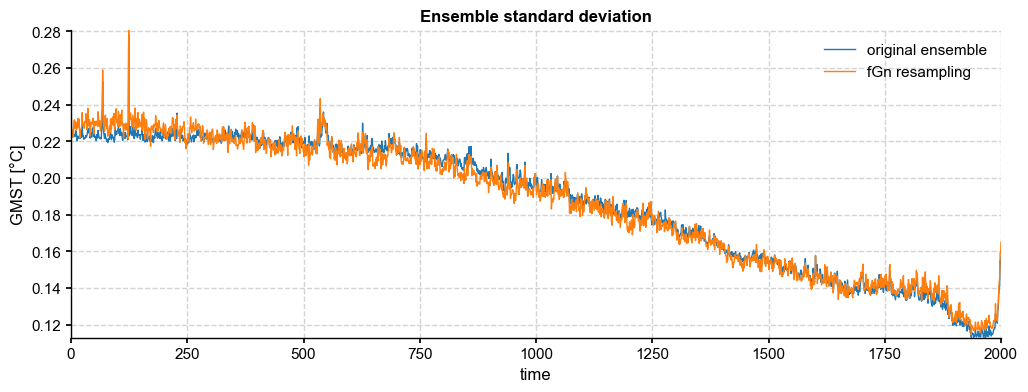 Ensemble standard deviation
original ensemble
fGn resampling
GMST [°C]
0.28
0.26
0.24
0.22
0.20
0.18
0.16
0.14
0.12
0 250 500 750 1000 1250 1500 1750 2000
time